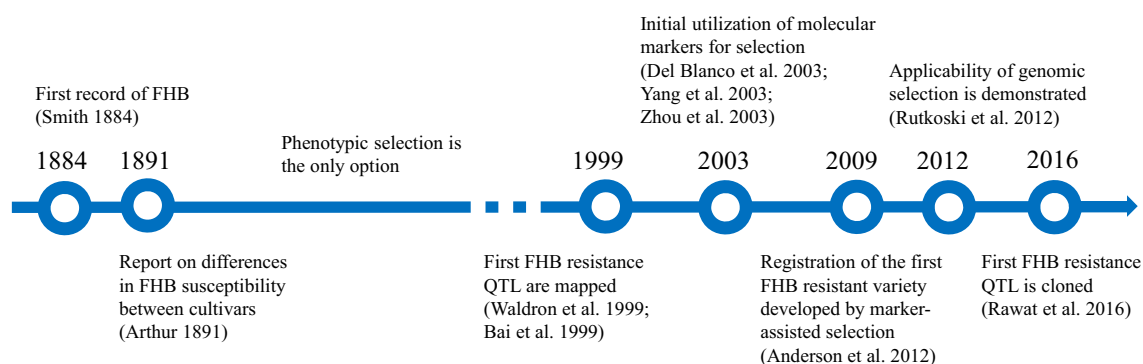 Initial utilization of molecular
markers for selection
(Del Blanco et al. 2003;
Yang et al. 2003;
Zhou et al. 2003)
First record of FHB
(Smith 1884)
Applicability of genomic
selection is demonstrated
(Rutkoski et al. 2012)
Phenotypic selection is
the only option
1884 1891 1999 2003 2009 2012 2016
Report on differences
in FHB susceptibility
between cultivars
(Arthur 1891)
First FHB resistance
QTL are mapped
(Waldron et al. 1999;
Bai et al. 1999)
Registration of the first
FHB resistant variety
developed by marker-
assisted selection
(Anderson et al. 2012)
First FHB resistance
QTL is cloned
(Rawat et al. 2016)